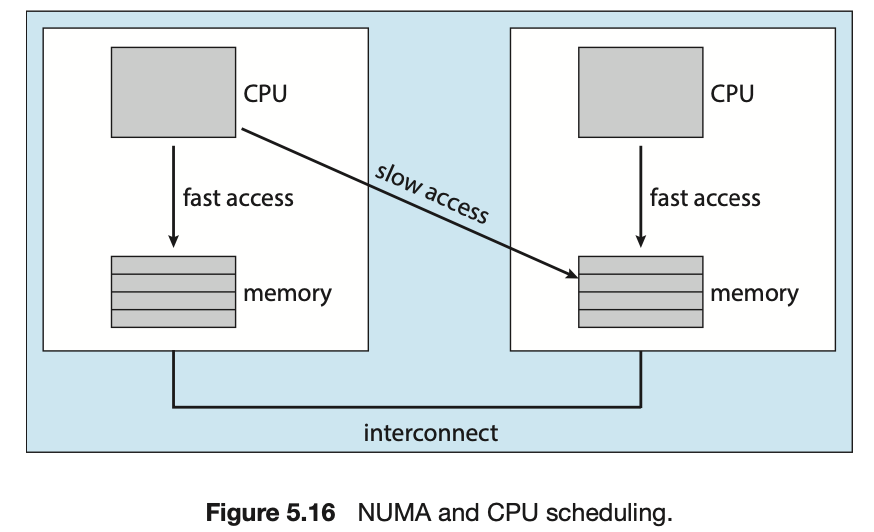 CPU
CPU
slow access
fast access
fast access
memory
memory
interconnect
Figure 5.16 NUMA and CPU scheduling.